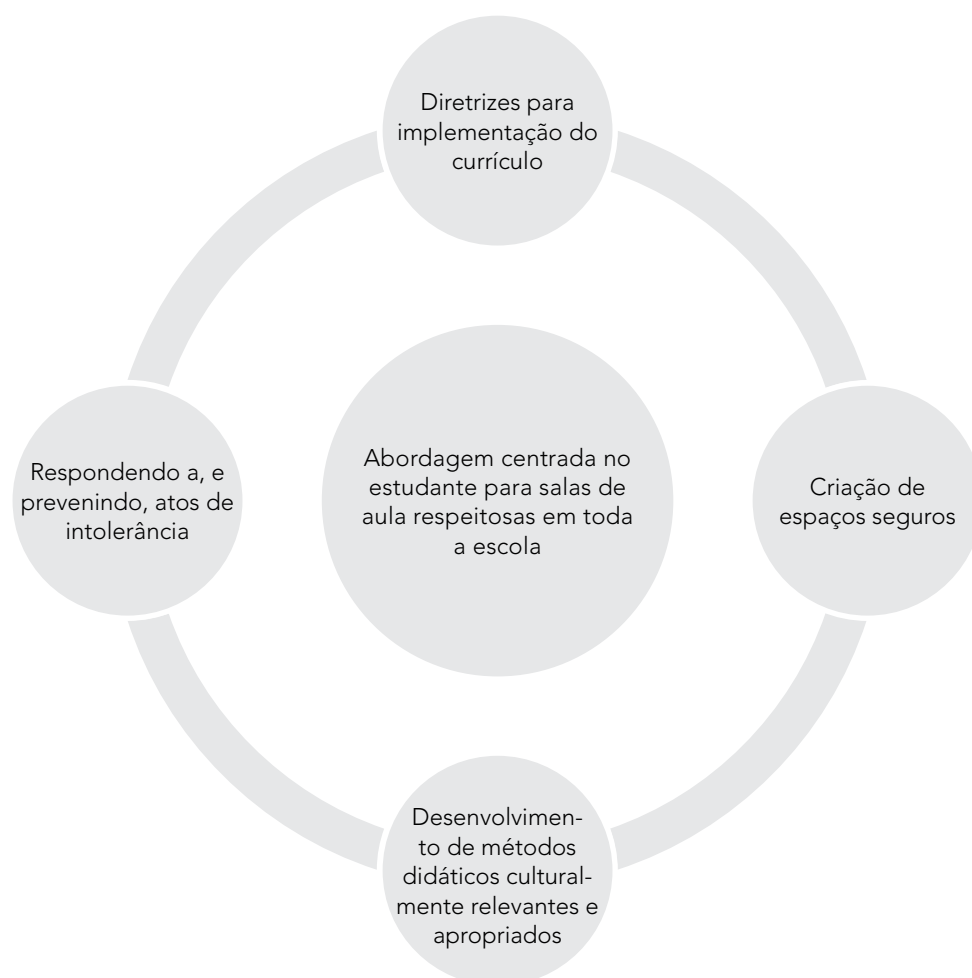 Diretrizes para
implementação do
currículo
Respondendo a, e
prevenindo, atos de
intolerância
Abordagem centrada no
estudante para salas de
aula respeitosas em toda
a escola
Criação de
espaços seguros
Desenvolvimen-
to de métodos
didáticos cultural-
mente relevantes e
apropriados